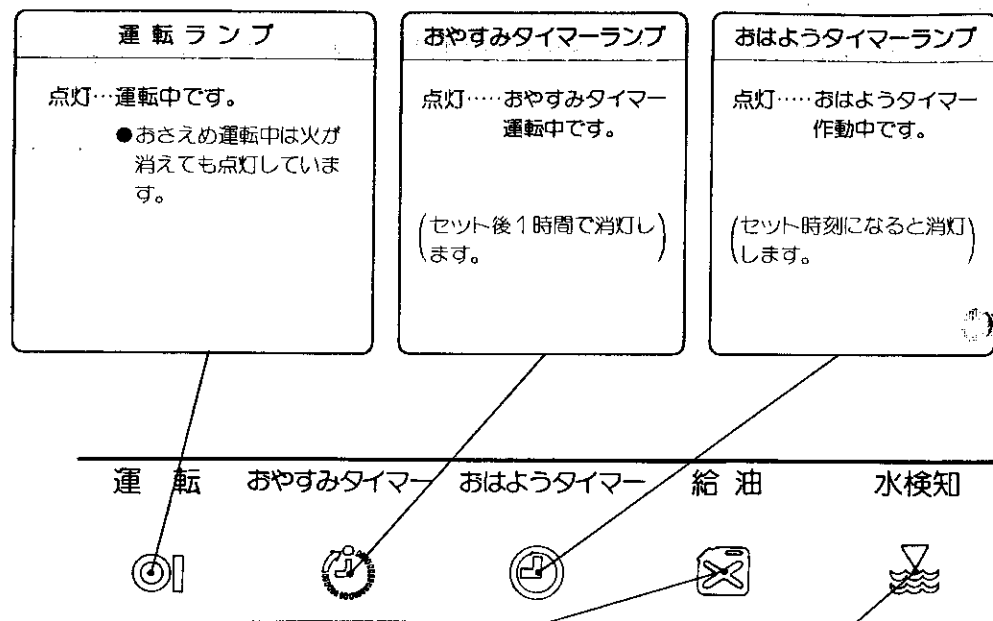 運転ランプ
点灯…運転中です。
●おさえめ運転中は火が
消えても点灯していま
す。
おやすみタイマーランプ
点灯……おやすみタイマー
運転中です。
(セット後1時間で消灯し
ます。)
おはようタイマーランプ
点灯……おはようタイマー
作動中です。
(セット時刻になると消灯
します。)
運転 おやすみタイマー おはようタイマー 給油 水検知